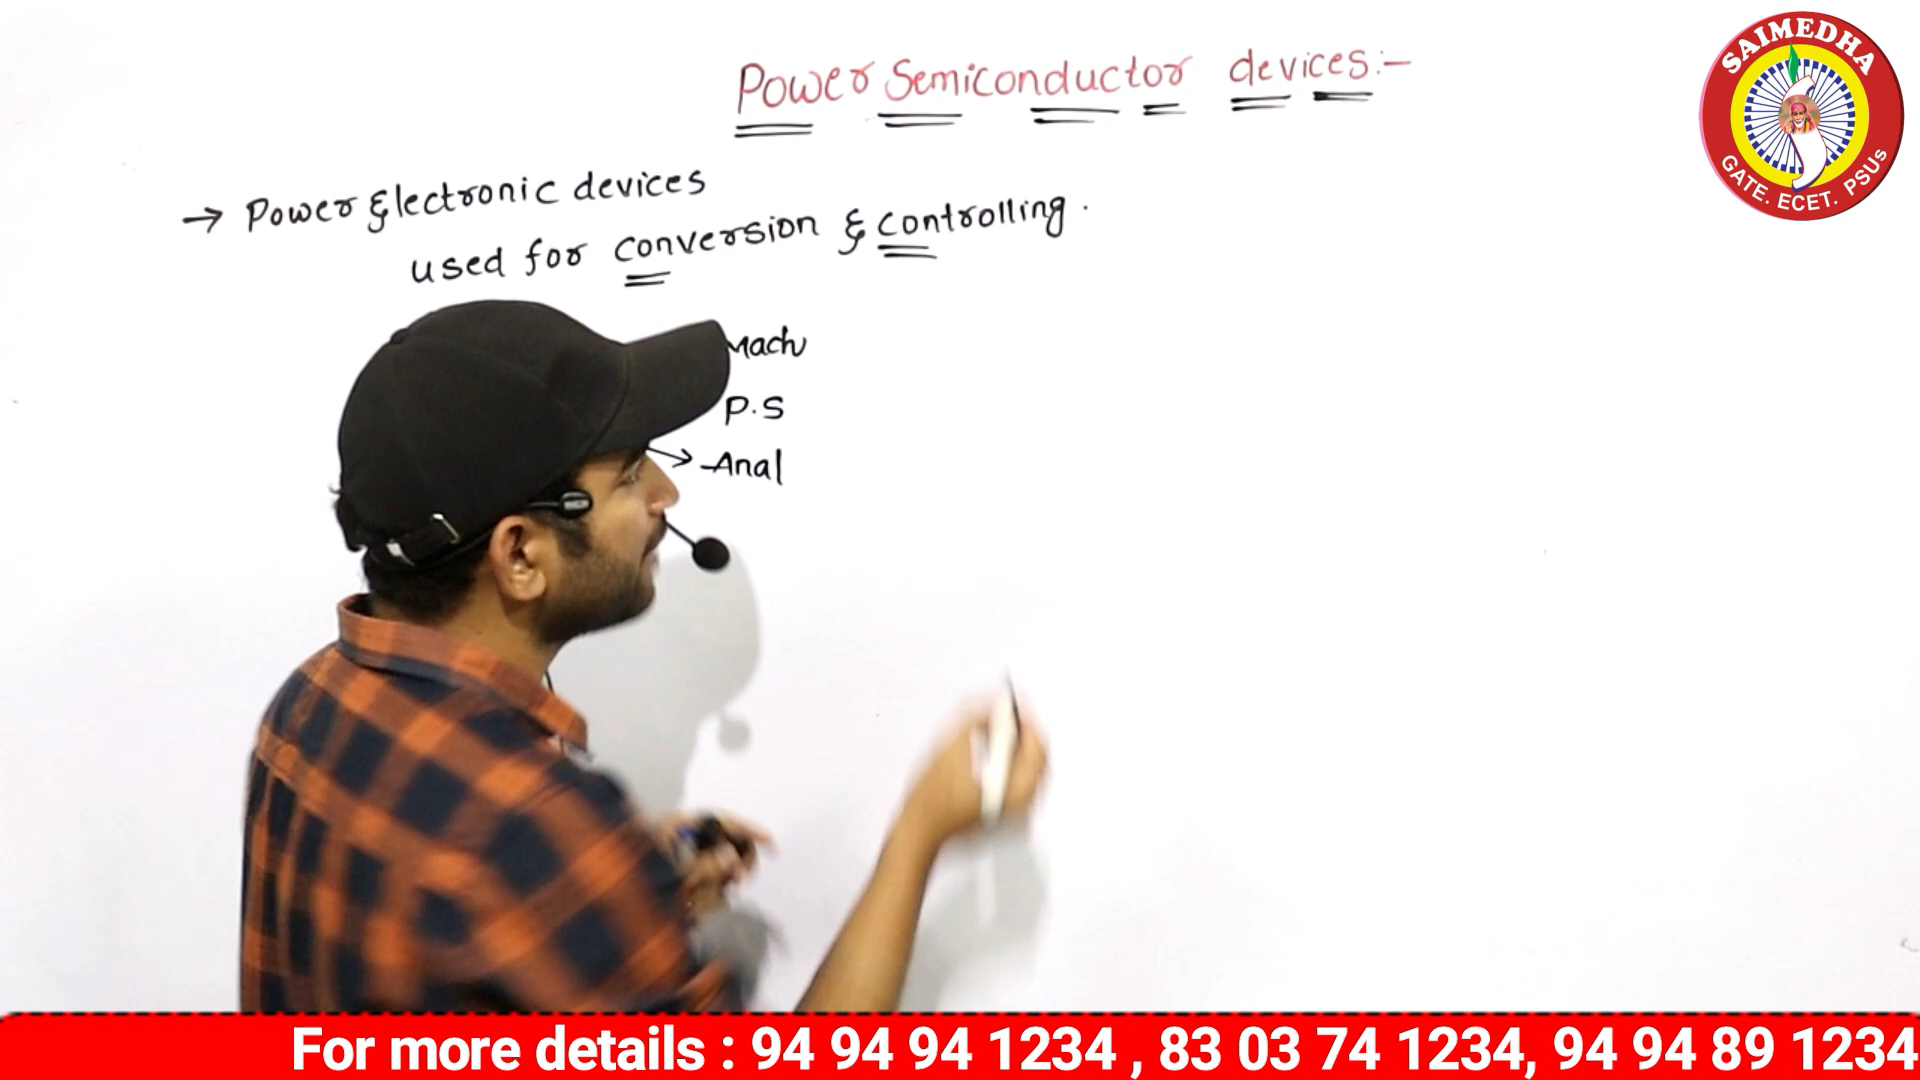 Power Semiconductor devices:-
→ Power Electronic devices
used for conversion & controlling.
Mach
P.S
→ Anal
SAIMEDHA
GATE. ECET. PSUs
For more details : 94 94 94 1234 , 83 03 74 1234, 94 94 89 1234